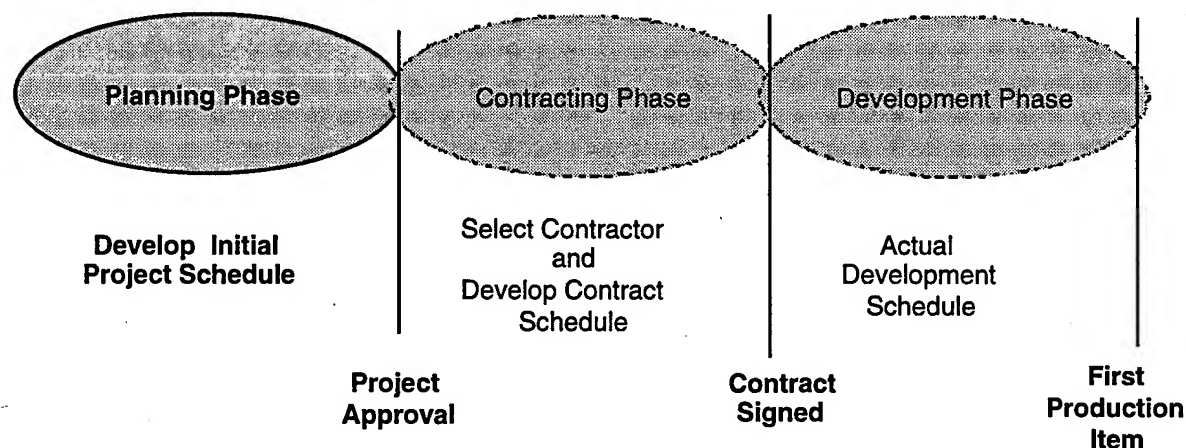 Planning Phase
Contracting Phase
Development Phase
Develop Initial
Project Schedule
Select Contractor
and
Develop Contract
Schedule
Actual
Development
Schedule
Project
Approval
Contract
Signed
First
Production
Item